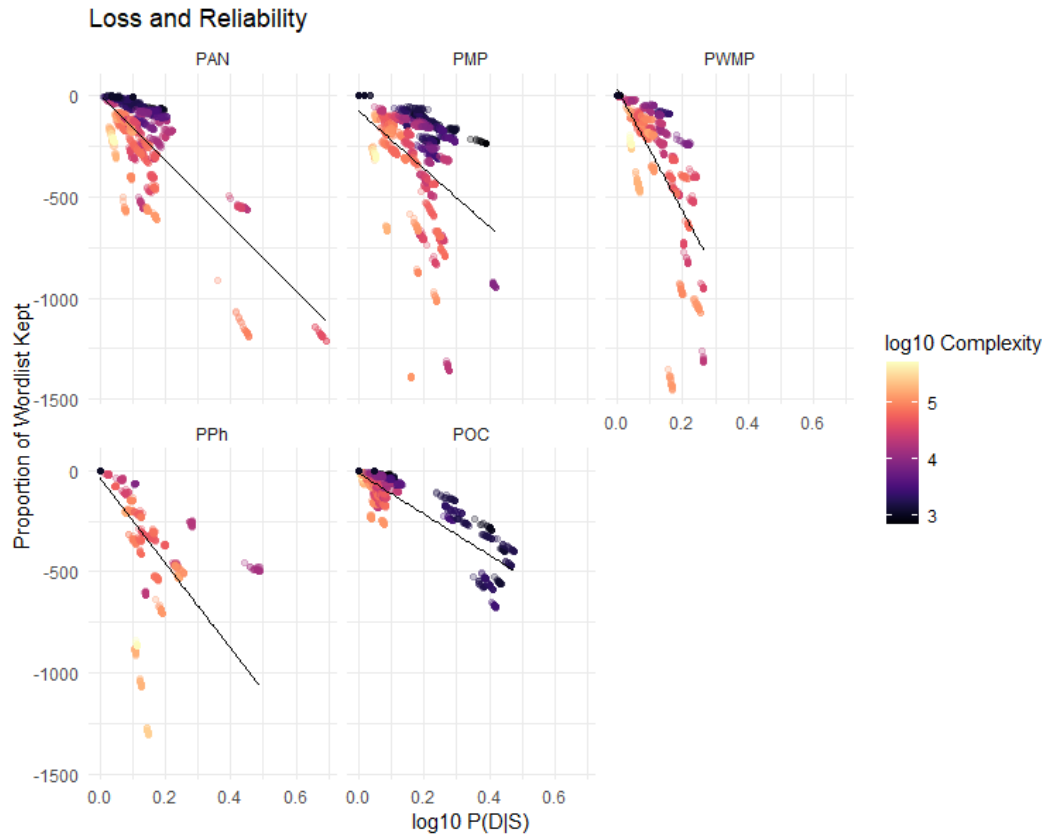 Loss and Reliability
PAN
PMP
PWMP
0
-500
-1000
-1500
0.0 0.2 0.4 0.6
PPh
POC
0
-500
-1000
-1500
0.0 0.2 0.4 0.6
0.0 0.2 0.4 0.6
Proportion of Wordlist Kept
log10 P(D|S)
log10 Complexity
5
4
3